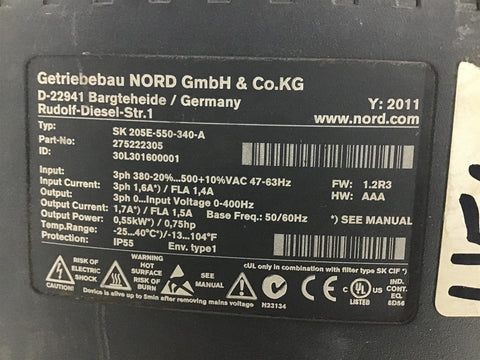 Getriebebau NORD GmbH & Co.KG
D-22941 Bargteheide / Germany
Rudolf-Diesel-Str.1
Y: 2011
www.nord.com
Typ: SK 205E-550-340-A
Part-No: 275222305
ID: 30L301600001
Input: 3ph 380-20%...500+10%VAC 47-63Hz FW: 1.2R3
Input Current: 3ph 1,6A*) / FLA 1,4A HW: AAA
Output: 3ph 0...Input Voltage 0-400Hz
Output Current: 1,7A*) / FLA 1,5A Base Freq.: 50/60Hz
Output Power: 0,55kW*) / 0,75hp *) SEE MANUAL
Temp-Range: -25...40°C*)/-13...104°F
Protection: IP55 Env. type1
cUL only in combination with filter type SK CIF *)
RISK OF ELECTRIC SHOCK
WARNING HOT SURFACE RISK OF BURN
*) SEE MANUAL
Device is alive up to 5min after removing mains voltage
N23134
CE
c UL US LISTED
IND. CONT. EQ.
5D56